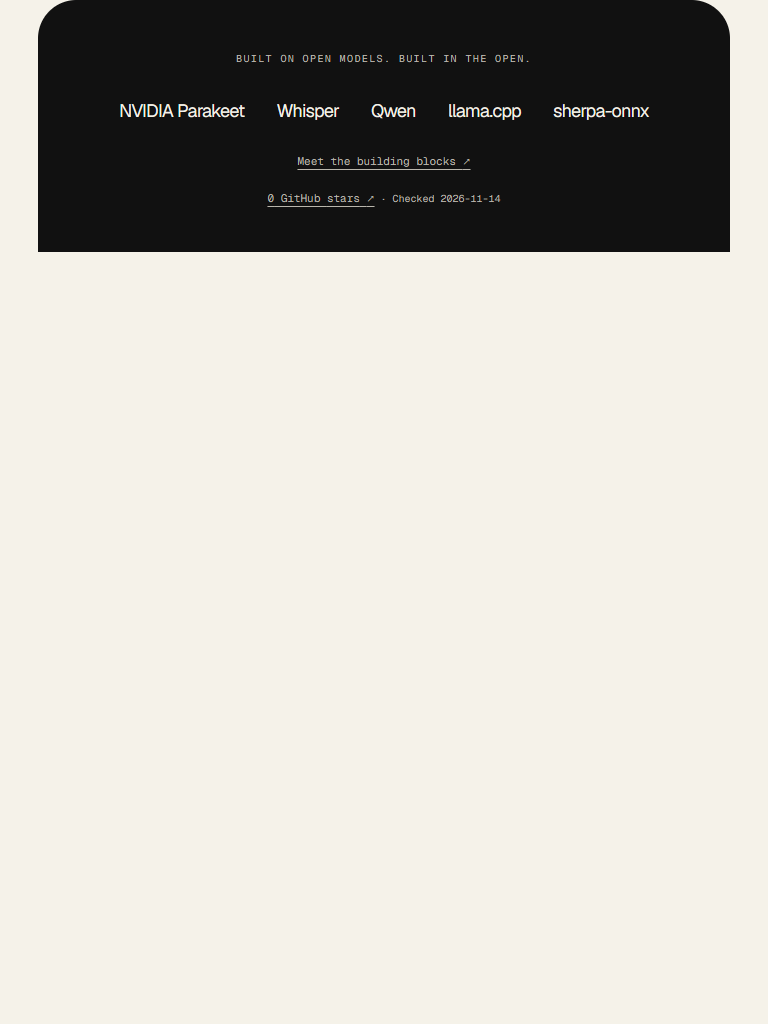 BUILT ON OPEN MODELS. BUILT IN THE OPEN.
NVIDIA Parakeet Whisper Qwen llama.cpp sherpa-onnx
Meet the building blocks ↗
0 GitHub stars ↗ · Checked 2026-11-14